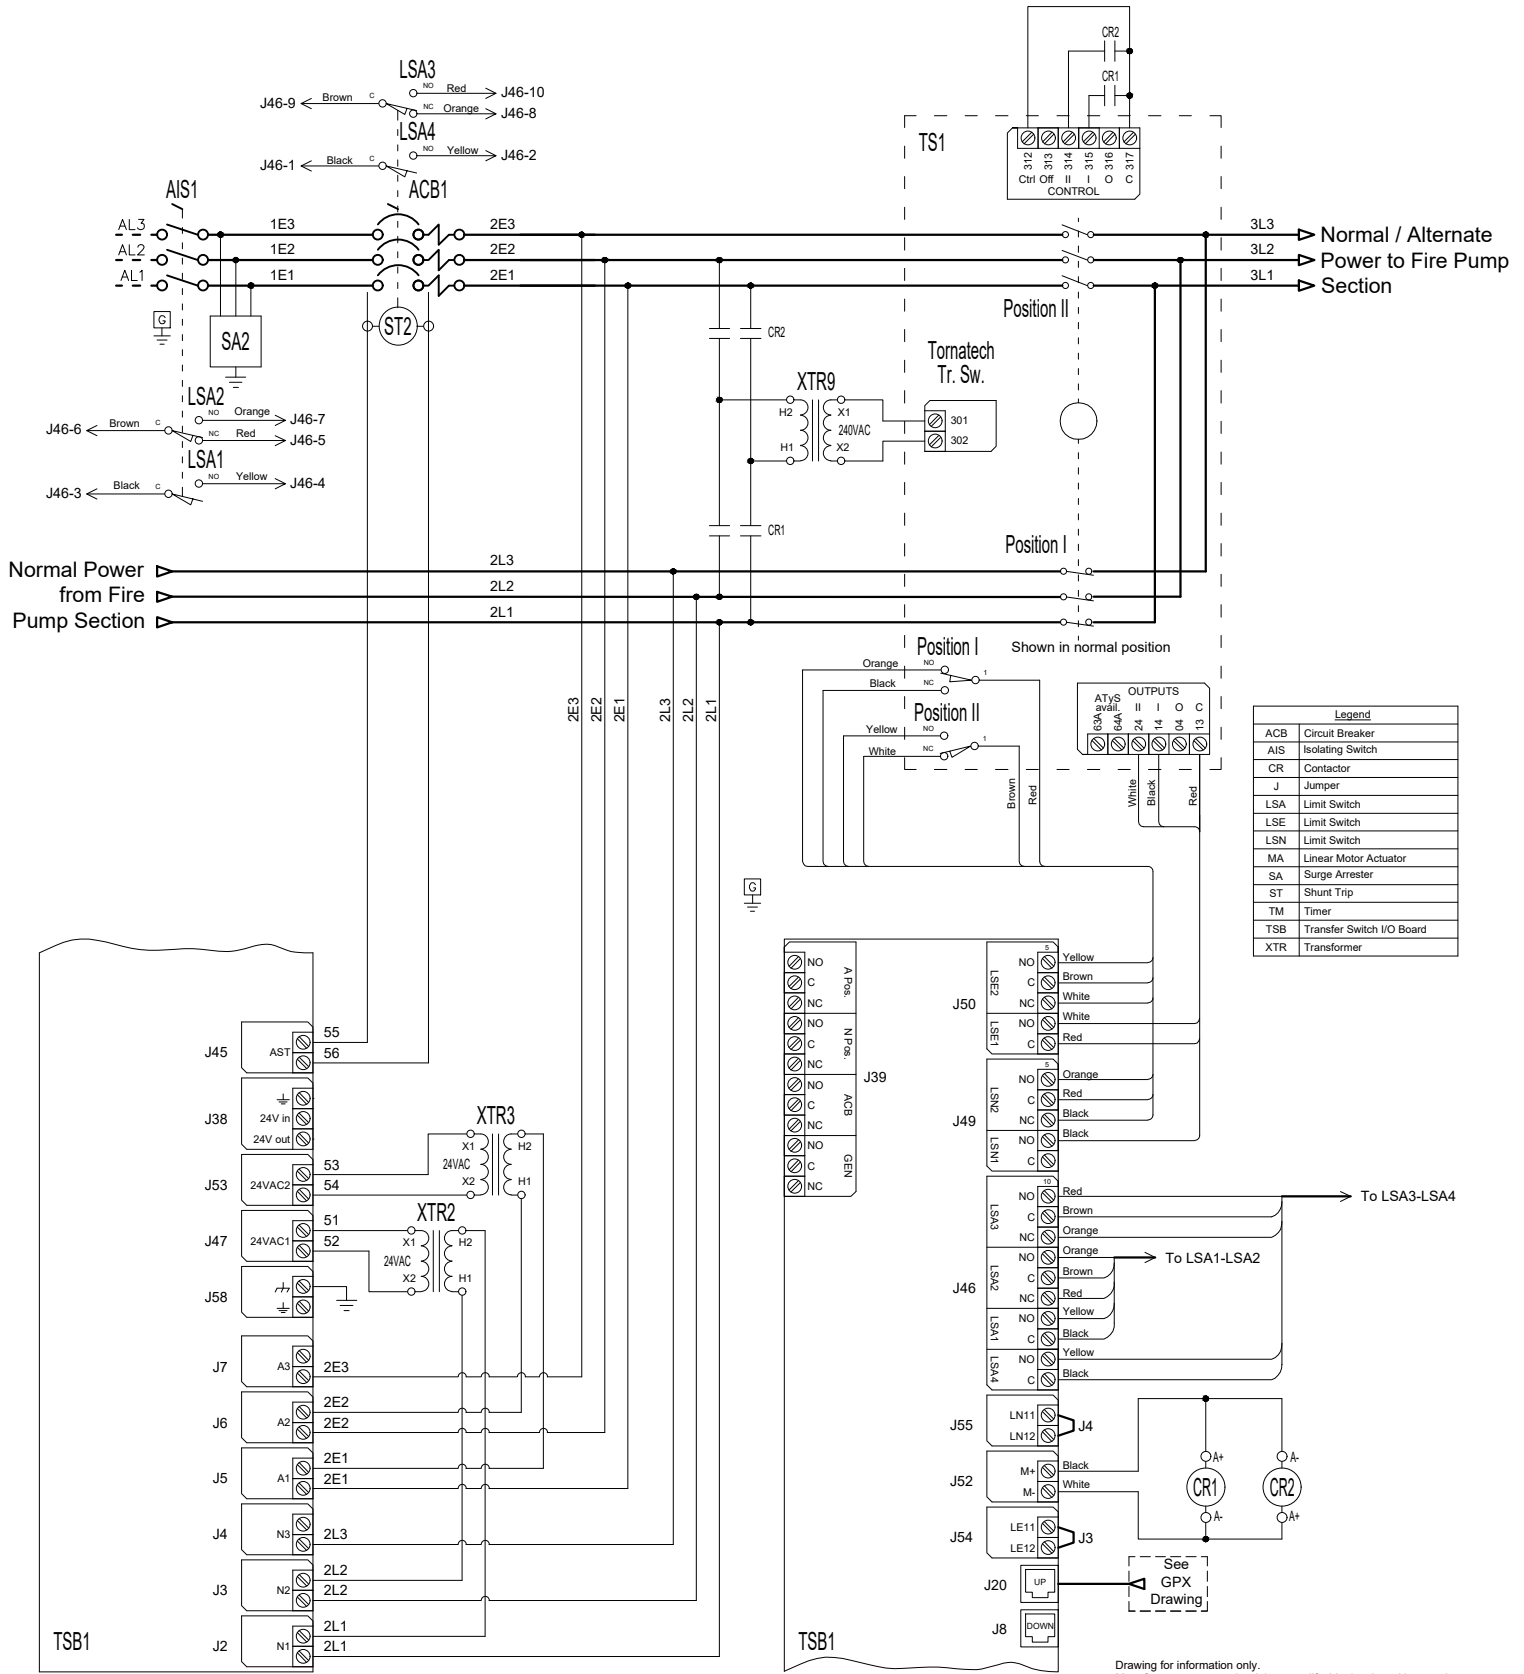 CR2
CR1
LSA3
NO Red J46-10
J46-9 Brown C
NC Orange J46-8
LSA4
NO Yellow J46-2
J46-1 Black C
TS1
312 313 314 315 316 317
Ctrl Off II I O C
CONTROL
AIS1
ACB1
AL3 1E3 2E3 3L3
AL2 1E2 2E2 3L2
AL1 1E1 2E1 3L1
Normal / Alternate
Power to Fire Pump
Section
G
SA2
ST2
Position II
CR2
Tornatech
Tr. Sw.
XTR9
H2 X1
240VAC
H1 X2
301
302
LSA2
NO Orange J46-7
J46-6 Brown C
NC Red J46-5
LSA1
NO Yellow J46-4
J46-3 Black C
CR1
Position I
Normal Power
from Fire
Pump Section
2L3
2L2
2L1
Shown in normal position
Position I
Orange NO
1
Black NC
Position II
Yellow NO
1
White NC
2E3
2E2
2E1
2L3
2L2
2L1
Brown
Red
OUTPUTS
ATyS
avail. II I O C
63A 64A 24 14 04 13
White
Black
Red
Legend
ACB Circuit Breaker
AIS Isolating Switch
CR Contactor
J Jumper
LSA Limit Switch
LSE Limit Switch
LSN Limit Switch
MA Linear Motor Actuator
SA Surge Arrester
ST Shunt Trip
TM Timer
TSB Transfer Switch I/O Board
XTR Transformer
G
J45
AST
55
56
J38
24V in
24V out
J53
24VAC2
53
54
XTR3
X1 H2
24VAC
X2 H1
J47
24VAC1
51
52
XTR2
X1 H2
24VAC
X2 H1
J58
J7
A3
2E3
J6
A2
2E2
2E2
J5
A1
2E1
2E1
J4
N3
2L3
J3
N2
2L2
2L2
J2
N1
2L1
2L1
TSB1
NO
C
NC
A Pos.
NO
C
NC
N Pos.
J39
NO
C
NC
ACB
NO
C
NC
GEN
J50
5
LSE2
NO Yellow
C Brown
NC White
LSE1
NO White
C Red
J49
5
LSN2
NO Orange
C Red
NC Black
LSN1
NO Black
C
J46
10
LSA3
NO Red
C Brown
NC Orange
To LSA3-LSA4
LSA2
NO Orange
C Brown
NC Red
To LSA1-LSA2
LSA1
NO Yellow
C Black
LSA4
NO Yellow
C Black
J55
LN11
LN12
J4
J52
M+ Black
M- White
A+
CR1
A-
A-
CR2
A+
J54
LE11
LE12
J3
J20
UP
See
GPX
Drawing
J8
DOWN
TSB1
Drawing for information only.